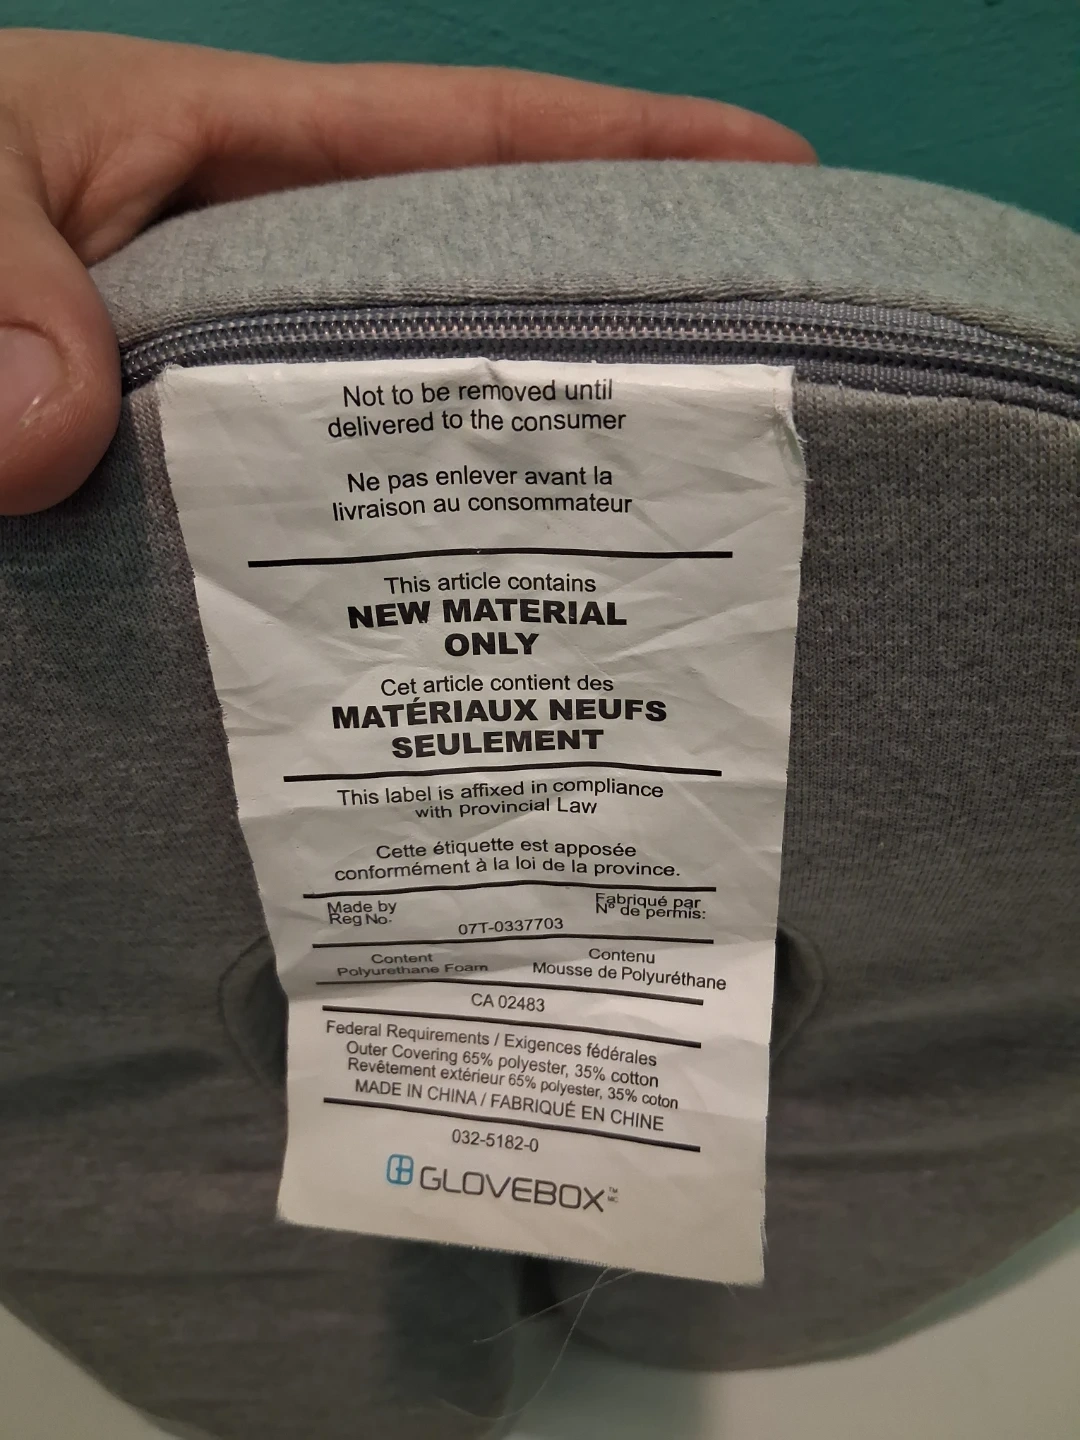 Not to be removed until
delivered to the consumer
Ne pas enlever avant la
livraison au consommateur
This article contains
NEW MATERIAL
ONLY
Cet article contient des
MATÉRIAUX NEUFS
SEULEMENT
This label is affixed in compliance
with Provincial Law
Cette étiquette est apposée
conformément à la loi de la province.
Made by
Reg No.
Fabriqué par
Nº de permis:
07T-0337703
Content
Polyurethane Foam
Contenu
Mousse de Polyuréthane
CA 02483
Federal Requirements / Exigences fédérales
Outer Covering 65% polyester, 35% cotton
Revêtement extérieur 65% polyester, 35% coton
MADE IN CHINA / FABRIQUÉ EN CHINE
032-5182-0
GLOVEBOX™ MC